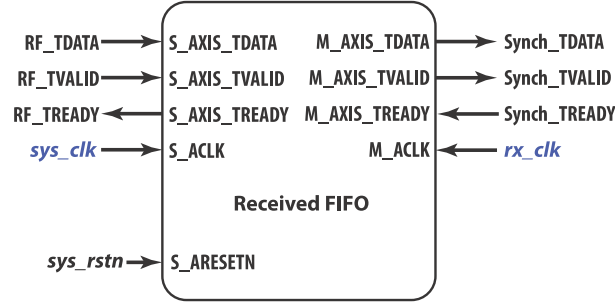 RF_TDATA S_AXIS_TDATA M_AXIS_TDATA Synch_TDATA
RF_TVALID S_AXIS_TVALID M_AXIS_TVALID Synch_TVALID
RF_TREADY S_AXIS_TREADY M_AXIS_TREADY Synch_TREADY
sys_clk S_ACLK M_ACLK rx_clk
Received FIFO
sys_rstn S_ARESETN